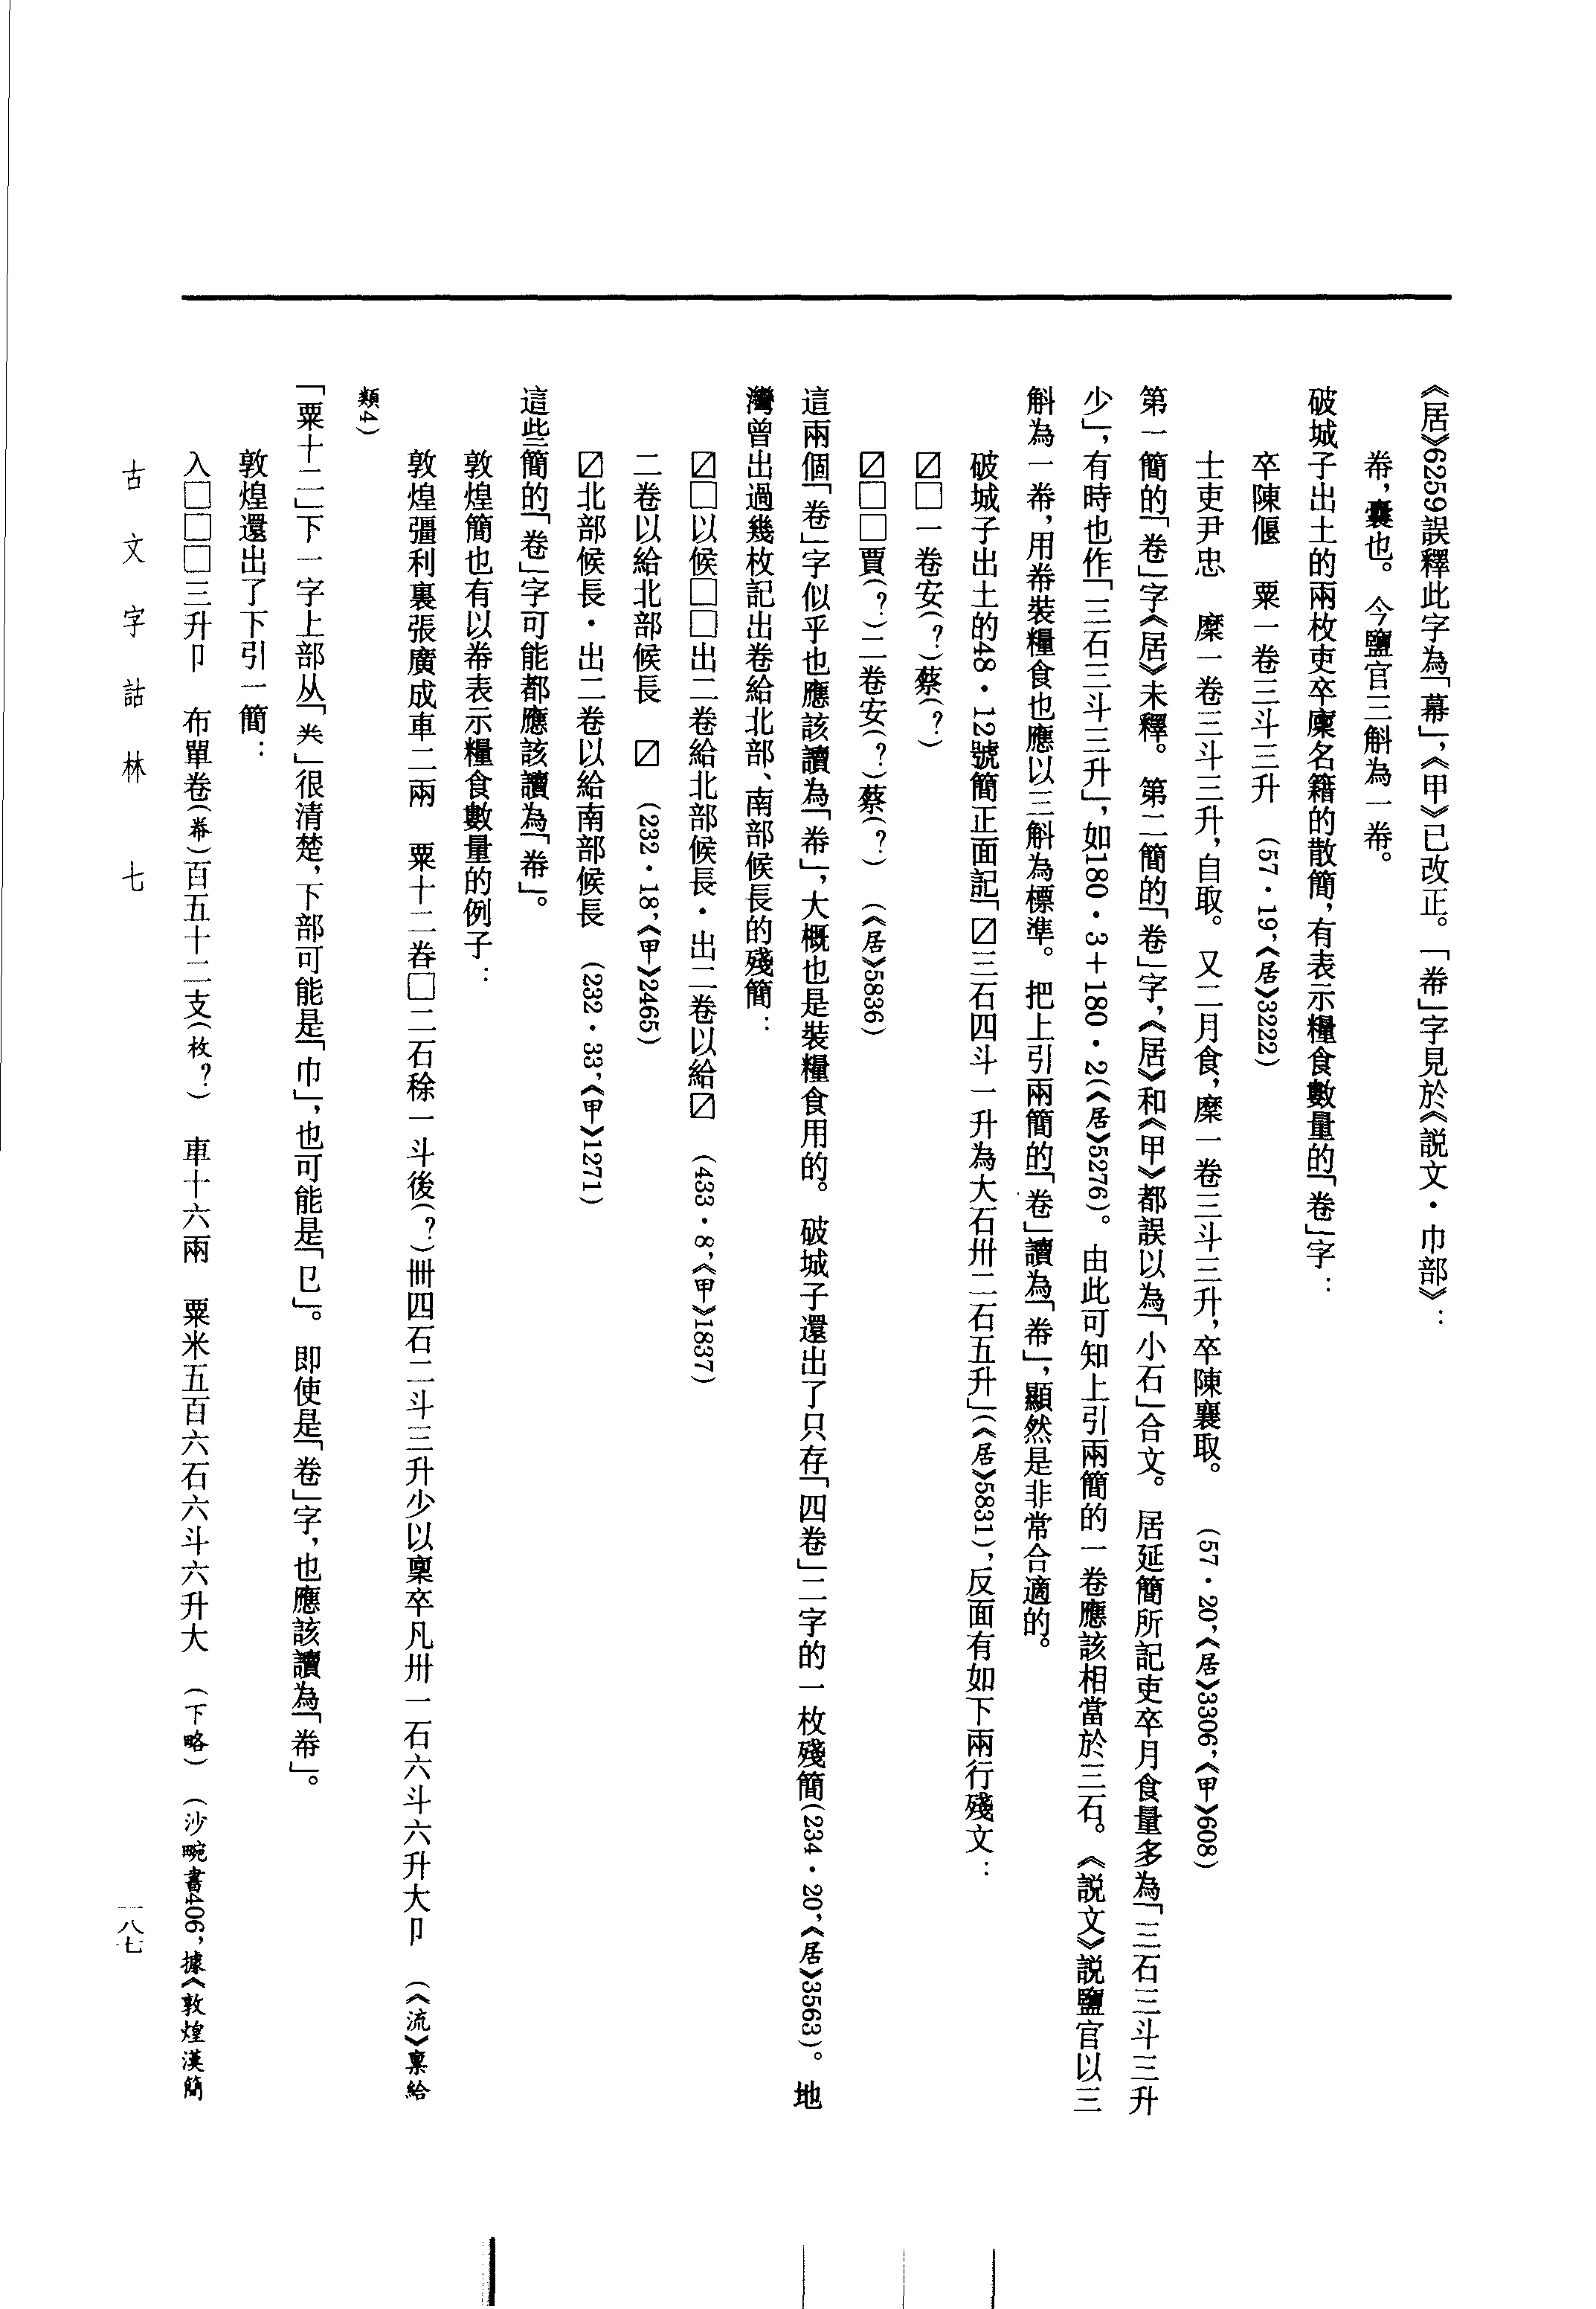 《居》6259誤釋此字為「幕」，《甲》已改正。「帣」字見於《説文·巾部》：
帣，囊也。今鹽官三斛為一帣。
破城子出土的兩枚吏卒廩名籍的散簡，有表示糧食數量的「卷」字：
卒陳偃　粟一卷三斗三升　(57·19，《居》3222)
士吏尹忠　糜一卷三斗三升，自取。又二月食，糜一卷三斗三升，卒陳襄取。　(57·20，《居》3306，《甲》608)
第一簡的「卷」字《居》未釋。第二簡的「卷」字，《居》和《甲》都誤以為「小石」合文。居延簡所記吏卒月食量多為「三石三斗三升
少」，有時也作「三石三斗三升」，如180·3＋180·2(《居》5276)。由此可知上引兩簡的一卷應該相當於三石。《説文》説鹽官以三
斛為一帣，用帣裝糧食也應以三斛為標準。把上引兩簡的「卷」讀為「帣」，顯然是非常合適的。
破城子出土的48·12號簡正面記「☑三石四斗一升為大石卌二石五升」(《居》5831)，反面有如下兩行殘文：
☑□一卷安(？)蔡(？)
☑□□賈(？)二卷安(？)蔡(？)　(《居》5836)
這兩個「卷」字似乎也應該讀為「帣」，大概也是裝糧食用的。破城子還出了只存「四卷」二字的一枚殘簡(234·20，《居》3563)。地
灣曾出過幾枚記出卷給北部、南部候長的殘簡：
☑□以候□□出二卷給北部候長·出二卷以給☑　(433·8，《甲》1837)
二卷以給北部候長　☑　(232·18，《甲》2465)
☑北部候長·出二卷以給南部候長　(232·33，《甲》1271)
這些簡的「卷」字可能都應該讀為「帣」。
敦煌簡也有以帣表示糧食數量的例子：
敦煌彊利裏張廣成車二兩　粟十二𢍏□二石稌一斗後(？)卌四石二斗三升少以稟卒凡卅一石六斗六升大卩　(《流》稟給
類4)
「粟十二」下一字上部从「𠔉」很清楚，下部可能是「巾」，也可能是「㔾」。即使是「卷」字，也應該讀為「帣」。
敦煌還出了下引一簡：
入□□□三升卩　布單卷(帣)百五十二支(枚？)　車十六兩　粟米五百六石六斗六升大　(下略)　(沙畹書406，據《敦煌漢簡
古文字詁林　七
一八七